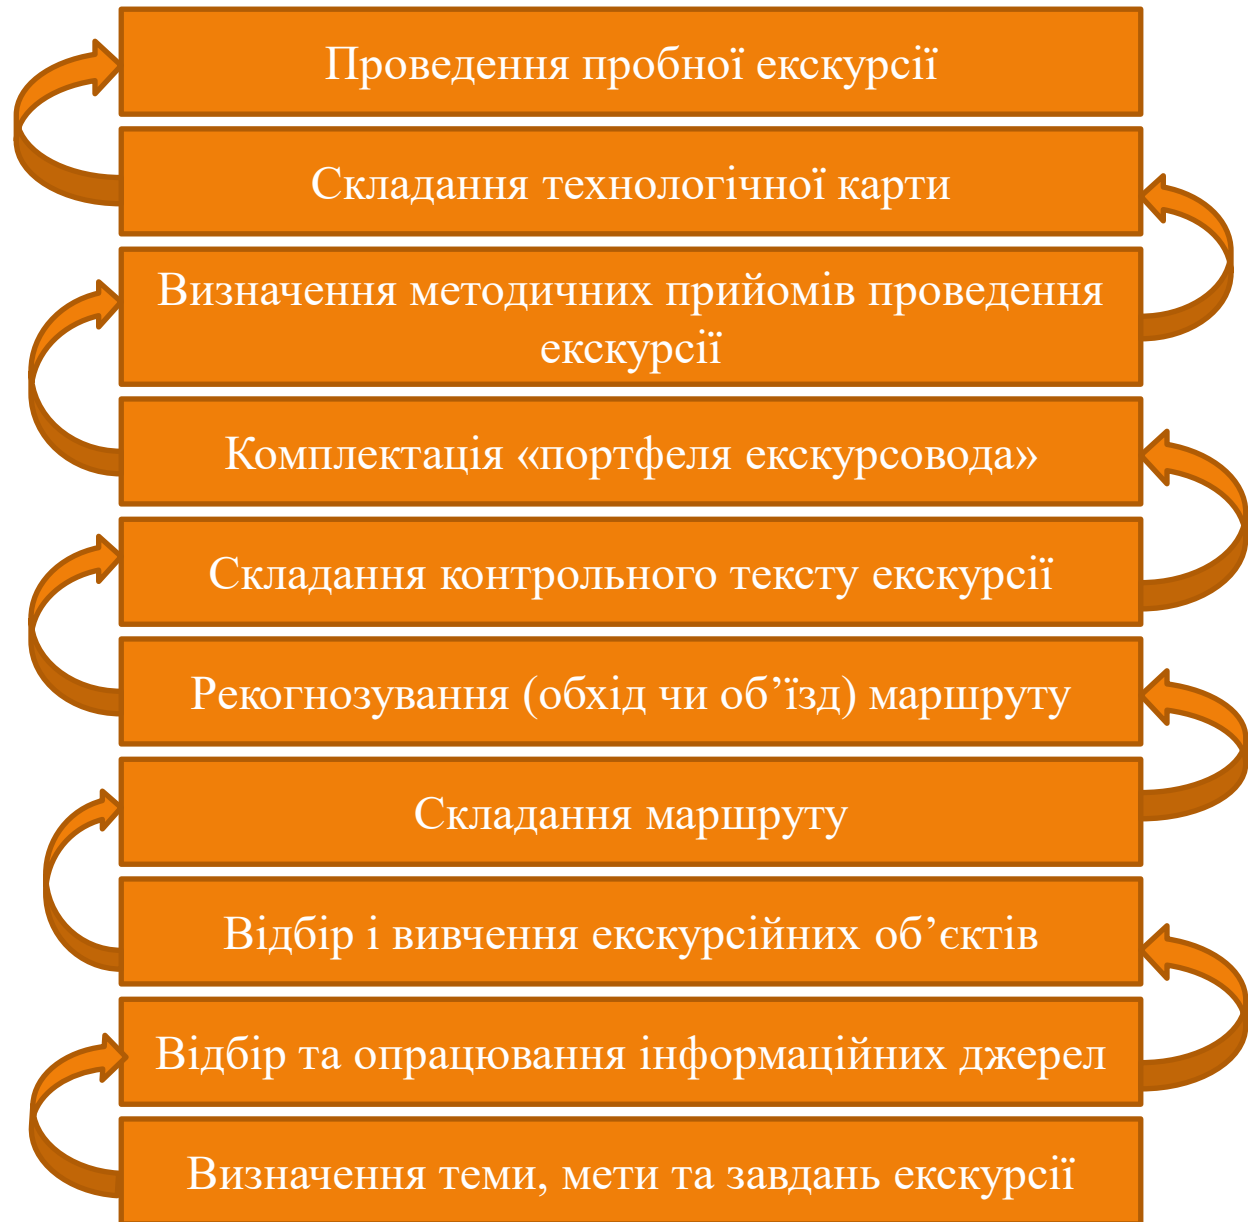 Проведення пробної екскурсії
Складання технологічної карти
Визначення методичних прийомів проведення
екскурсії
Комплектація «портфеля екскурсовода»
Складання контрольного тексту екскурсії
Рекогнозування (обхід чи об’їзд) маршруту
Складання маршруту
Відбір і вивчення екскурсійних об’єктів
Відбір та опрацювання інформаційних джерел
Визначення теми, мети та завдань екскурсії